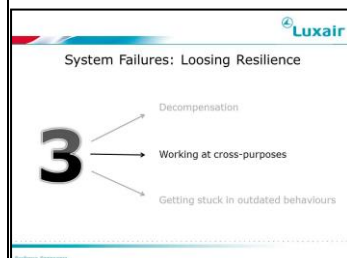 Luxair
System Failures: Loosing Resilience
Decompensation
3
Working at cross-purposes
Getting stuck in outdated behaviours